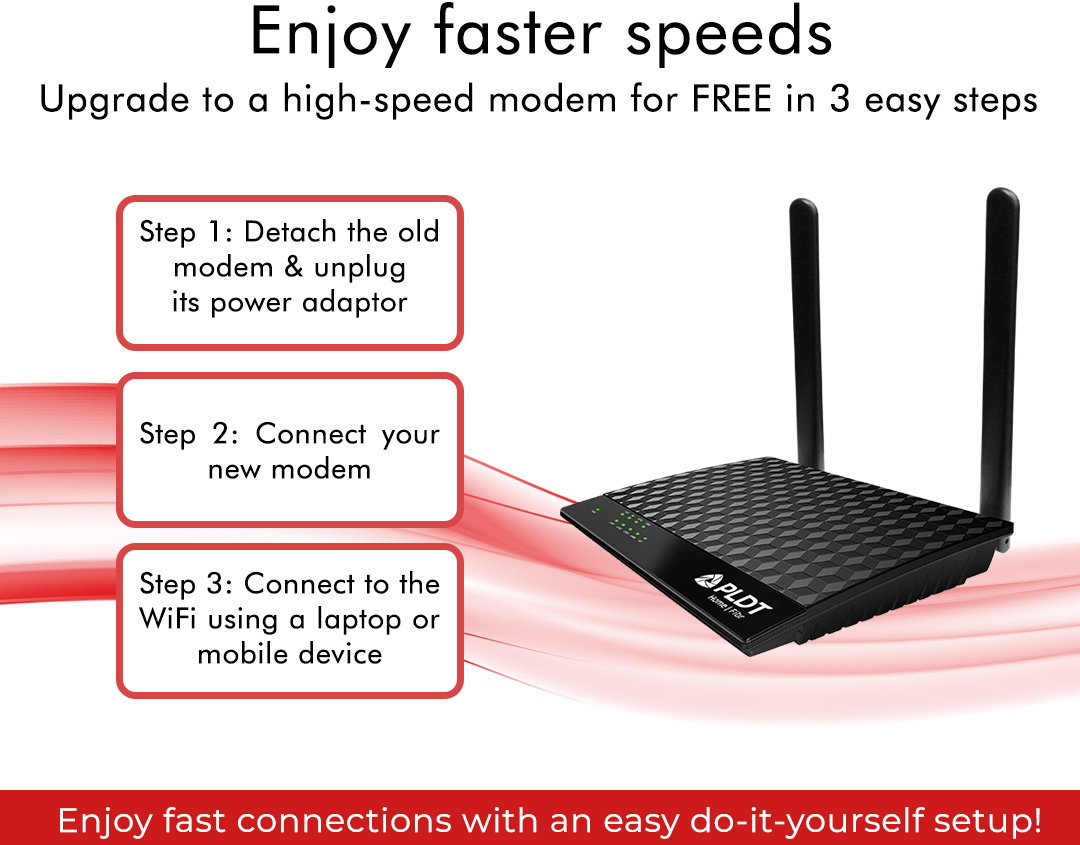 Enjoy faster speeds
Upgrade to a high-speed modem for FREE in 3 easy steps
Step 1: Detach the old
modem & unplug
its power adaptor
Step 2: Connect your
new modem
Step 3: Connect to the
WiFi using a laptop or
mobile device
PLDT
Home | Fibr
Enjoy fast connections with an easy do-it-yourself setup!